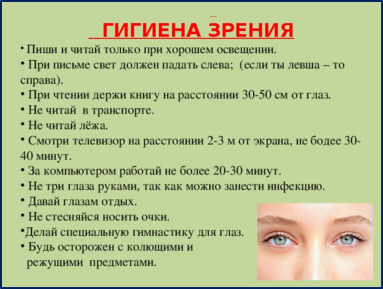 ГИГИЕНА ЗРЕНИЯ
• Пиши и читай только при хорошем освещении.
• При письме свет должен падать слева; (если ты левша – то
справа).
• При чтении держи книгу на расстоянии 30-50 см от глаз.
• Не читай в транспорте.
• Не читай лёжа.
• Смотри телевизор на расстоянии 2-3 м от экрана, не бодее 30-
40 минут.
• За компьютером работай не более 20-30 минут.
• Не три глаза руками, так как можно занести инфекцию.
• Давай глазам отдых.
• Не стесняйся носить очки.
•Делай специальную гимнастику для глаз.
• Будь осторожен с колющими и
режущими предметами.